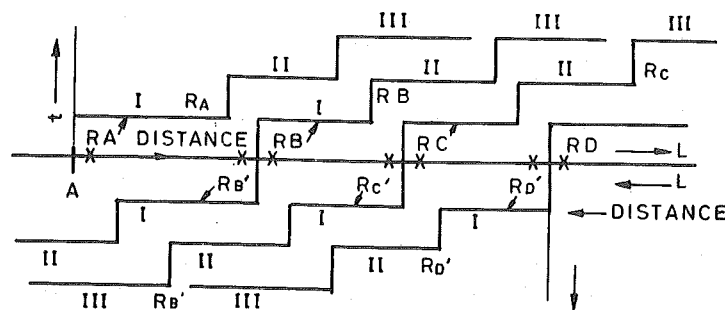 III III III
II II II RC
t I RA I RB
RA DISTANCE RB RC RD L
A RB' RC' RD' L
I I I DISTANCE
II II II RD'
III RB' III